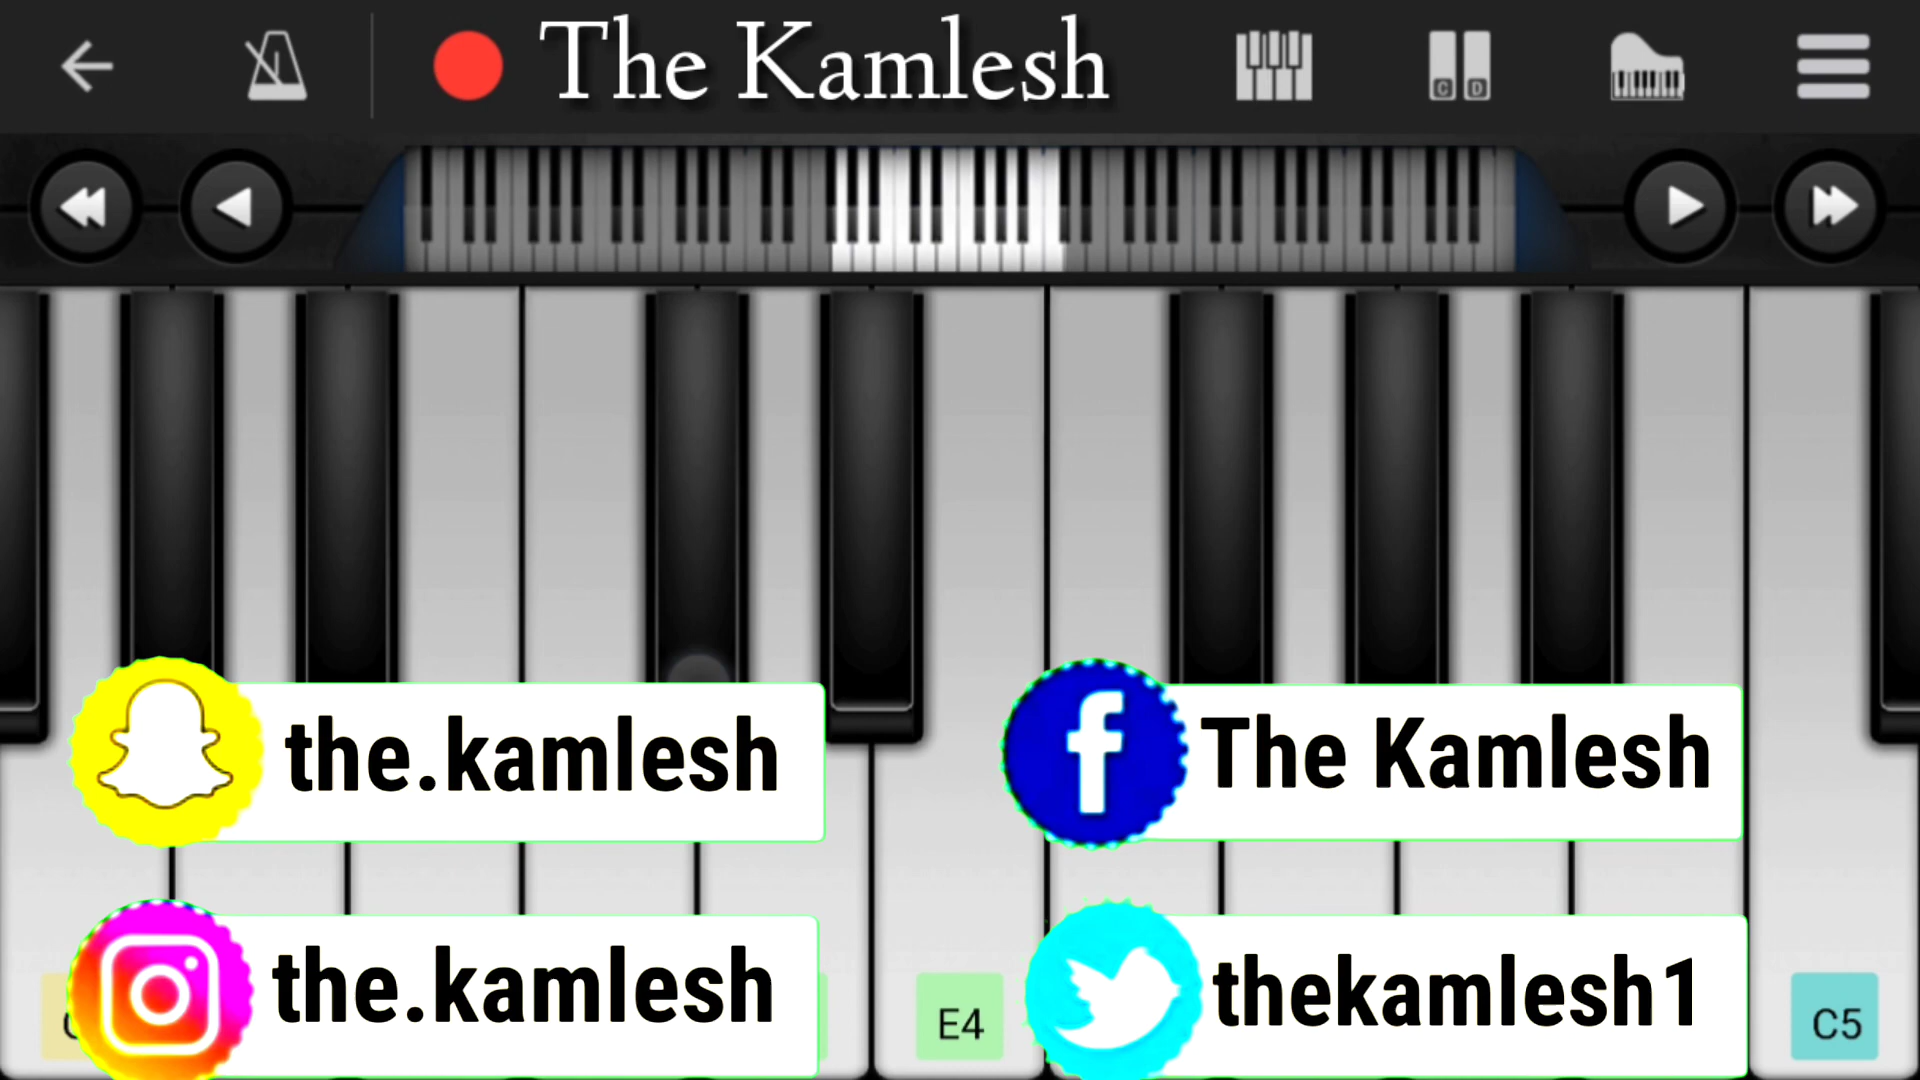 The Kamlesh
C D
the.kamlesh
The Kamlesh
the.kamlesh
thekamlesh1
E4
C5